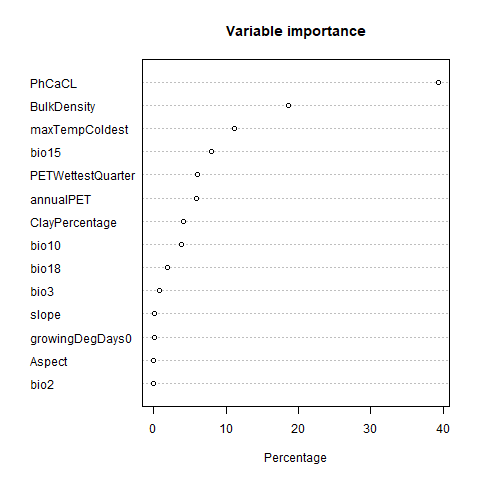 Variable importance
PhCaCL
BulkDensity
maxTempColdest
bio15
PETWettestQuarter
annualPET
ClayPercentage
bio10
bio18
bio3
slope
growingDegDays0
Aspect
bio2
0 10 20 30 40
Percentage